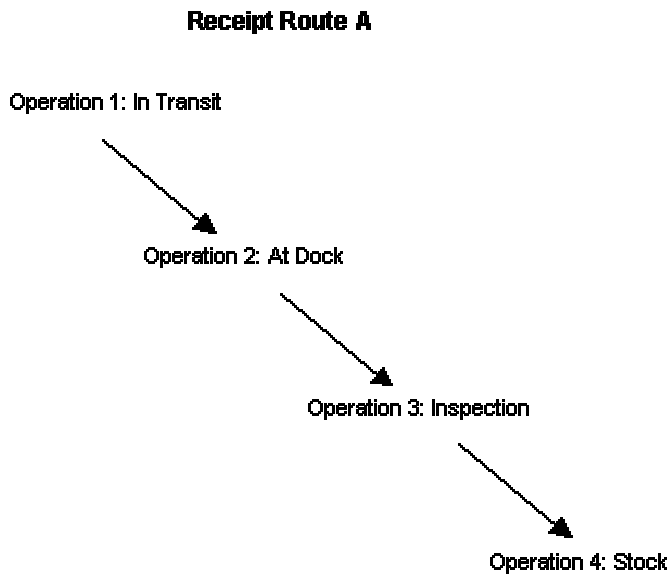 Receipt Route A
Operation 1: In Transit
Operation 2: At Dock
Operation 3: Inspection
Operation 4: Stock